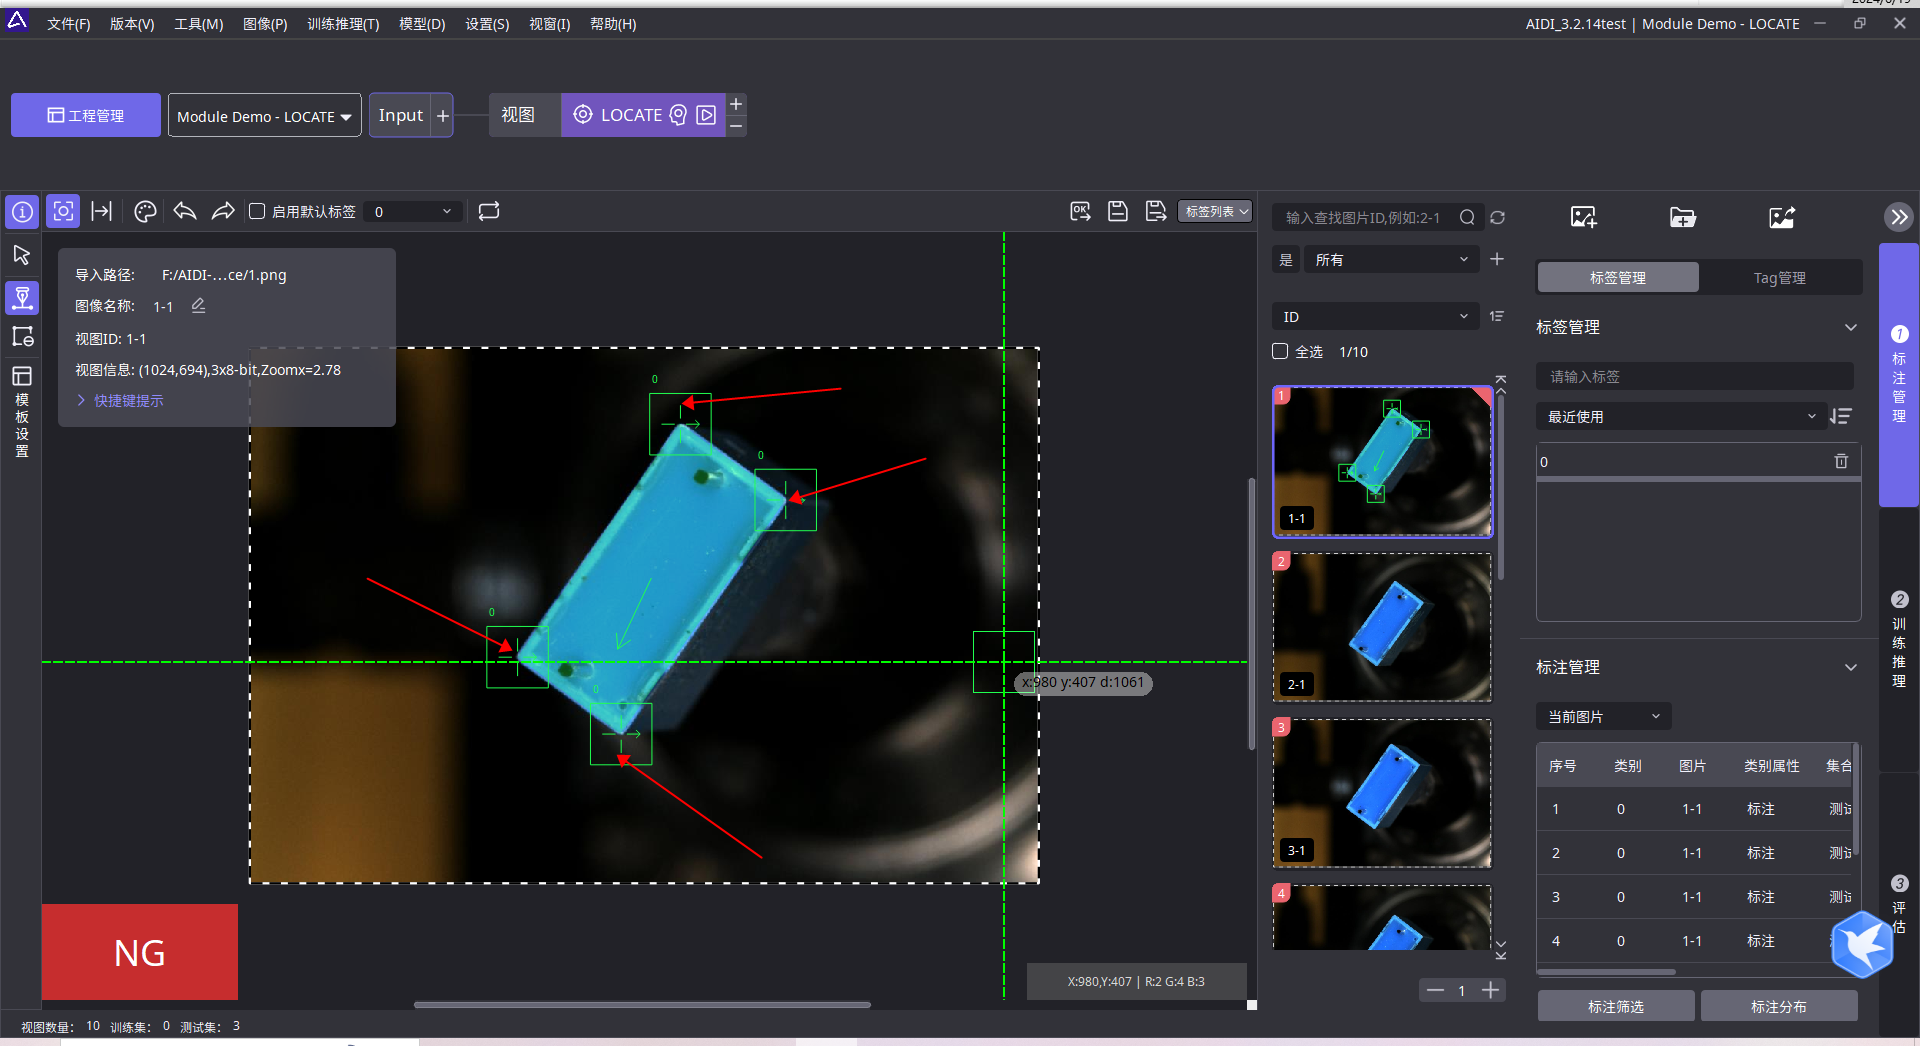 文件(F) 版本(V) 工具(M) 图像(P) 训练推理(T) 模型(D) 设置(S) 视窗(I) 帮助(H)
AIDI_3.2.14test | Module Demo - LOCATE
工程管理
Module Demo - LOCATE
Input +
视图
LOCATE
启用默认标签
0
OK
标签列表
模板设置
导入路径: F:/AIDI-...ce/1.png
图像名称: 1-1
视图ID: 1-1
视图信息: (1024,694),3x8-bit,Zoomx=2.78
快捷键提示
0
0
0
0
x:980 y:407 d:1061
NG
X:980,Y:407 | R:2 G:4 B:3
输入查找图片ID,例如:2-1
是
所有
ID
全选 1/10
1
1-1
2
2-1
3
3-1
4
1
标签管理
Tag管理
标签管理
请输入标签
最近使用
0
标注管理
当前图片
序号 类别 图片 类别属性 集合
1 0 1-1 标注 测试
2 0 1-1 标注 测试
3 0 1-1 标注 测试
4 0 1-1 标注
标注筛选
标注分布
1 标注管理
2 训练推理
3 评估
视图数量: 10 训练集: 0 测试集: 3